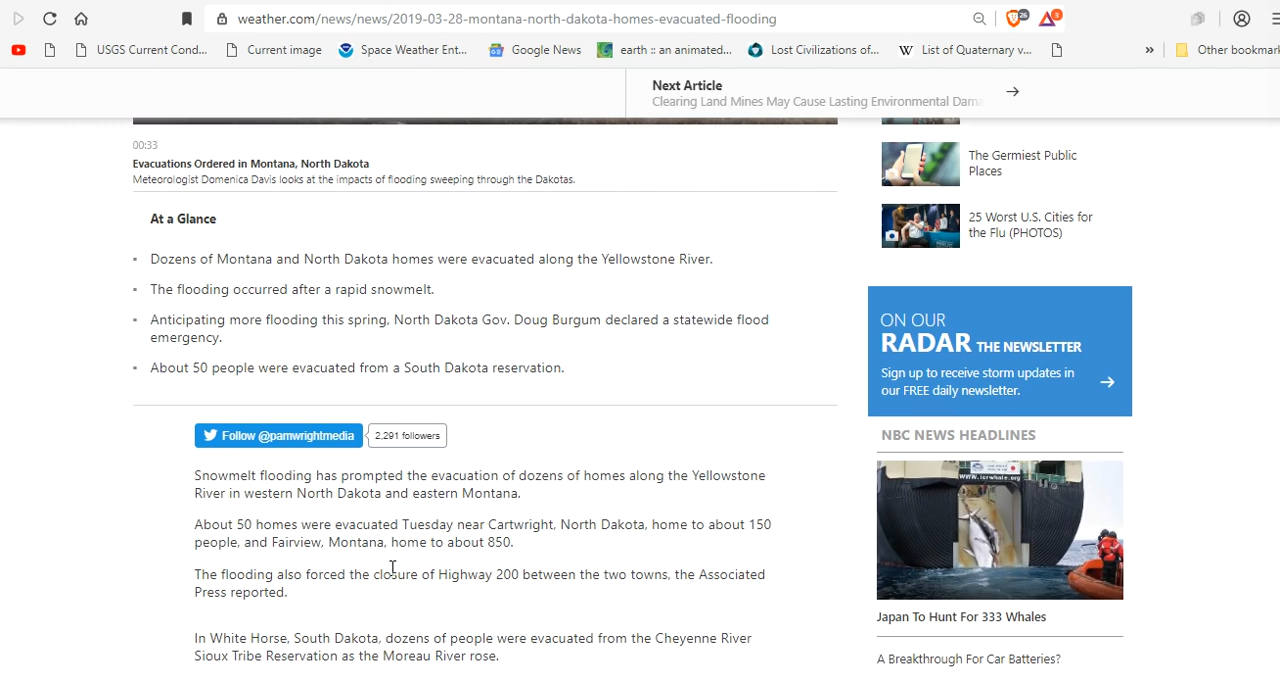 weather.com/news/news/2019-03-28-montana-north-dakota-homes-evacuated-flooding
26
3
USGS Current Cond...
Current image
Space Weather Ent...
Google News
earth :: an animated...
Lost Civilizations of...
W List of Quaternary v...
»
Other bookmark
Next Article
Clearing Land Mines May Cause Lasting Environmental Dama
00:33
Evacuations Ordered in Montana, North Dakota
Meteorologist Domenica Davis looks at the impacts of flooding sweeping through the Dakotas.
At a Glance
Dozens of Montana and North Dakota homes were evacuated along the Yellowstone River.
The flooding occurred after a rapid snowmelt.
Anticipating more flooding this spring, North Dakota Gov. Doug Burgum declared a statewide flood
emergency.
About 50 people were evacuated from a South Dakota reservation.
Follow @pamwrightmedia
2,291 followers
Snowmelt flooding has prompted the evacuation of dozens of homes along the Yellowstone
River in western North Dakota and eastern Montana.
About 50 homes were evacuated Tuesday near Cartwright, North Dakota, home to about 150
people, and Fairview, Montana, home to about 850.
The flooding also forced the closure of Highway 200 between the two towns, the Associated
Press reported.
In White Horse, South Dakota, dozens of people were evacuated from the Cheyenne River
Sioux Tribe Reservation as the Moreau River rose.
The Germiest Public
Places
25 Worst U.S. Cities for
the Flu (PHOTOS)
ON OUR
RADAR THE NEWSLETTER
Sign up to receive storm updates in
our FREE daily newsletter.
NBC NEWS HEADLINES
www.icrwhale.org
Japan To Hunt For 333 Whales
A Breakthrough For Car Batteries?